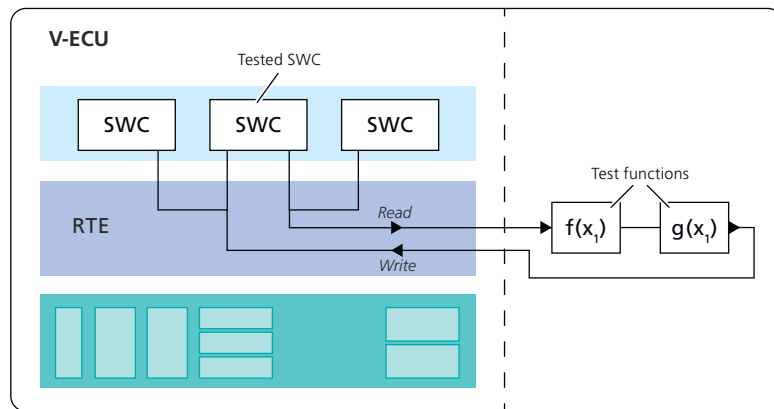 V-ECU
Tested SWC
SWC
SWC
SWC
RTE
Read
Write
Test functions
f(x₁)
g(x₁)